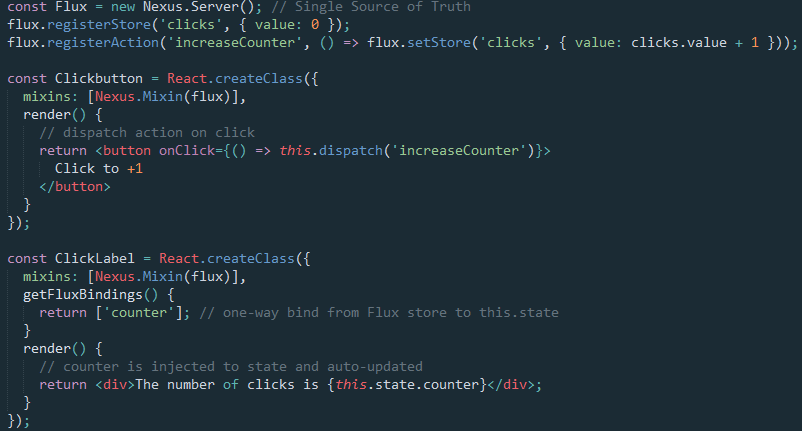 const Flux = new Nexus.Server(); // Single Source of Truth
flux.registerStore('clicks', { value: 0 });
flux.registerAction('increaseCounter', () => flux.setStore('clicks', { value: clicks.value + 1 }));

const Clickbutton = React.createClass({
  mixins: [Nexus.Mixin(flux)],
  render() {
    // dispatch action on click
    return <button onClick={() => this.dispatch('increaseCounter')}>
      Click to +1
    </button>
  }
});

const ClickLabel = React.createClass({
  mixins: [Nexus.Mixin(flux)],
  getFluxBindings() {
    return ['counter']; // one-way bind from Flux store to this.state
  }
  render() {
    // counter is injected to state and auto-updated
    return <div>The number of clicks is {this.state.counter}</div>;
  }
});